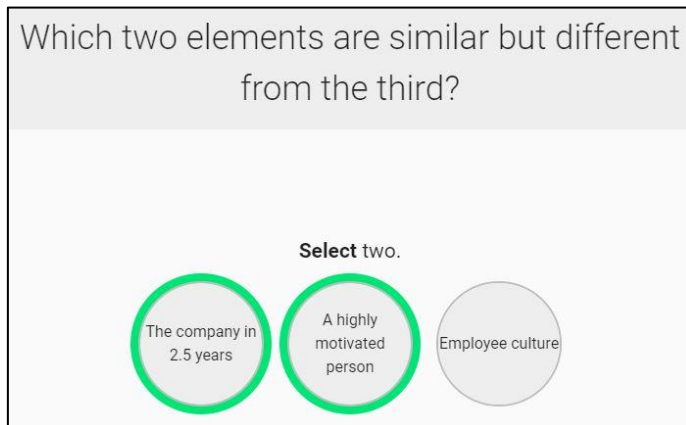 Which two elements are similar but different
from the third?
Select two.
The company in
2.5 years
A highly
motivated
person
Employee culture